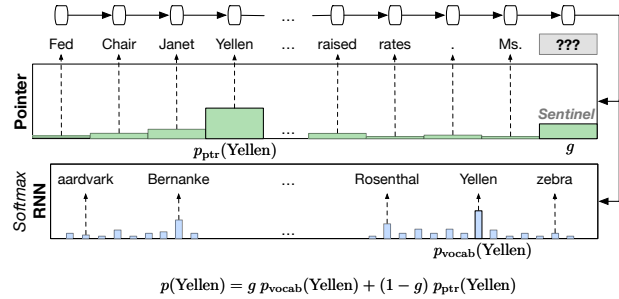 ...
Fed Chair Janet Yellen ... raised rates . Ms. ???
Pointer
Sentinel
...
p_ptr(Yellen)
g
Softmax
RNN
aardvark Bernanke ... Rosenthal Yellen zebra
...
p_vocab(Yellen)
p(Yellen) = g p_vocab(Yellen) + (1 − g) p_ptr(Yellen)